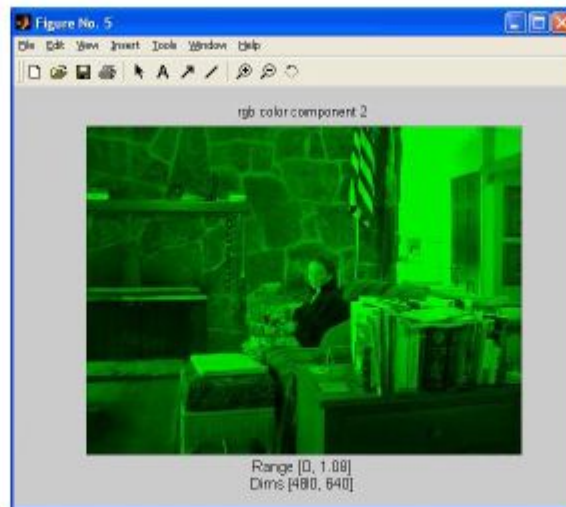 Figure No. 5
File Edit View Insert Tools Window Help
A
rgb color component 2
Range [0, 1.08]
Dims [480, 640]